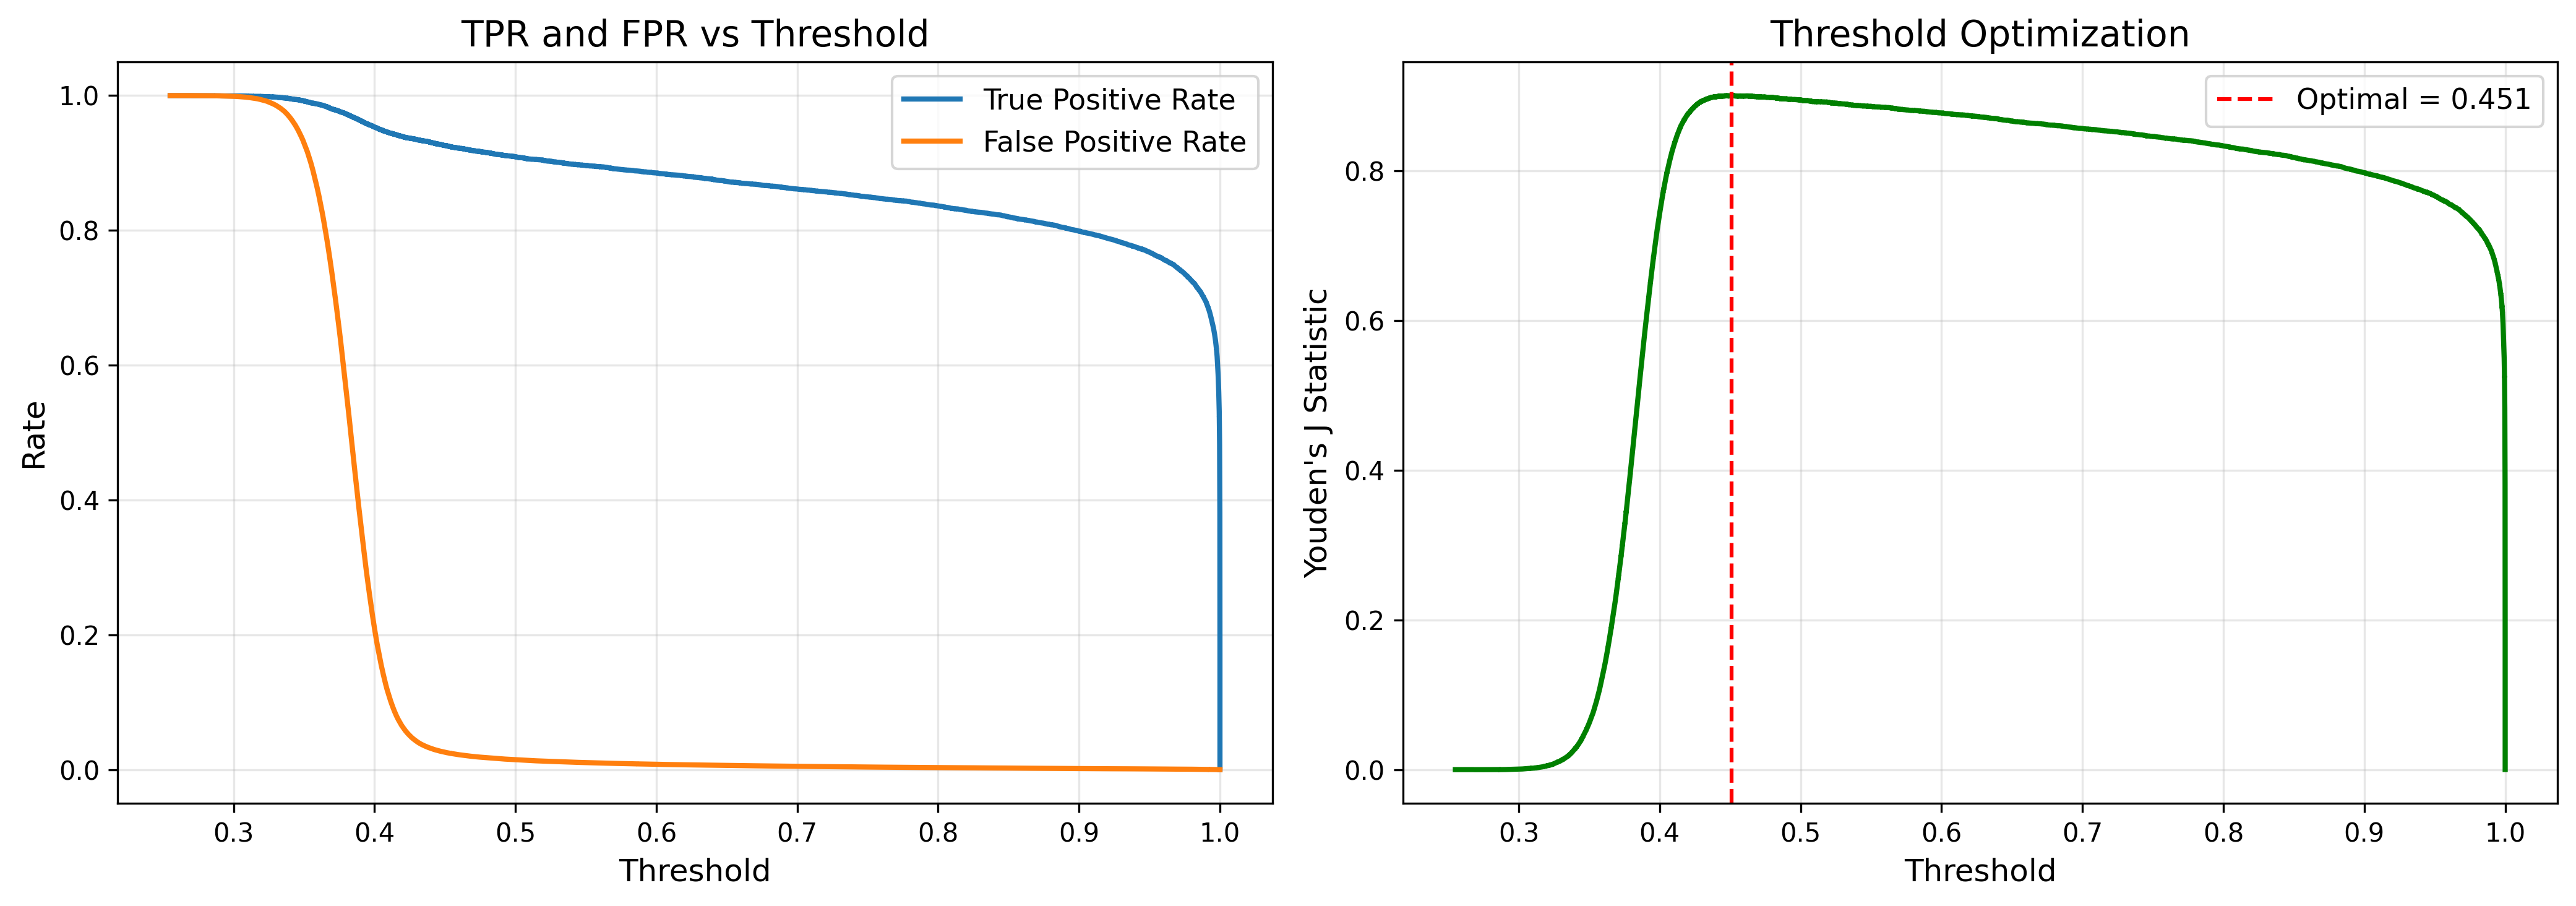 TPR and FPR vs Threshold
True Positive Rate
False Positive Rate
Rate
1.0
0.8
0.6
0.4
0.2
0.0
0.3 0.4 0.5 0.6 0.7 0.8 0.9 1.0
Threshold
Threshold Optimization
Optimal = 0.451
Youden's J Statistic
0.8
0.6
0.4
0.2
0.0
0.3 0.4 0.5 0.6 0.7 0.8 0.9 1.0
Threshold